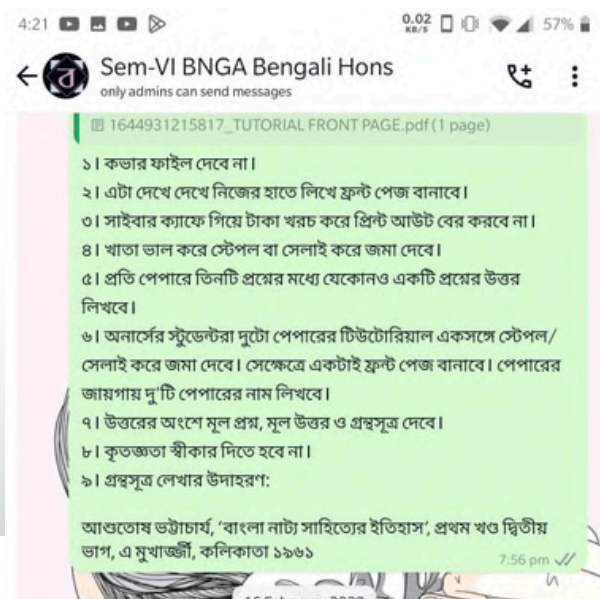 4:21 0.02 KB/S 57%
Sem-VI BNGA Bengali Hons
only admins can send messages
1644931215817_TUTORIAL FRONT PAGE.pdf (1 page)
১। কভার ফাইল দেবে না।
২। এটা দেখে দেখে নিজের হাতে লিখে ফ্রন্ট পেজ বানাবে।
৩। সাইবার ক্যাফে গিয়ে টাকা খরচ করে প্রিন্ট আউট বের করবে না।
৪। খাতা ভাল করে স্টেপল বা সেলাই করে জমা দেবে।
৫। প্রতি পেপারে তিনটি প্রশ্নের মধ্যে যেকোনও একটি প্রশ্নের উত্তর
লিখবে।
৬। অনার্সের স্টুডেন্টরা দুটো পেপারের টিউটোরিয়াল একসঙ্গে স্টেপল/
সেলাই করে জমা দেবে। সেক্ষেত্রে একটাই ফ্রন্ট পেজ বানাবে। পেপারের
জায়গায় দু'টি পেপারের নাম লিখবে।
৭। উত্তরের অংশে মূল প্রশ্ন, মূল উত্তর ও গ্রন্থসূত্র দেবে।
৮। কৃতজ্ঞতা স্বীকার দিতে হবে না।
৯। গ্রন্থসূত্র লেখার উদাহরণ:
আশুতোষ ভট্টাচার্য, 'বাংলা নাট্য সাহিত্যের ইতিহাস', প্রথম খণ্ড দ্বিতীয়
ভাগ, এ মুখার্জ্জী, কলিকাতা ১৯৬১
7:56 pm